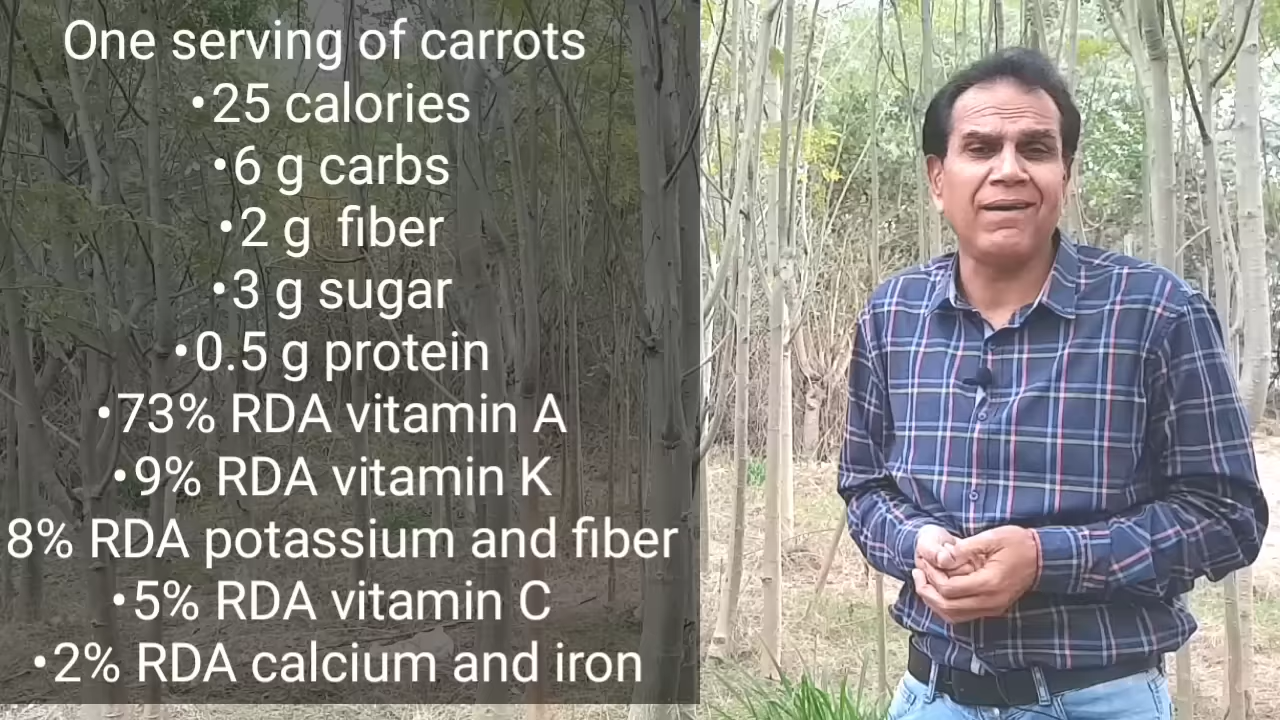 One serving of carrots
•25 calories
•6 g carbs
•2 g  fiber
•3 g sugar
•0.5 g protein
•73% RDA vitamin A
•9% RDA vitamin K
8% RDA potassium and fiber
•5% RDA vitamin C
•2% RDA calcium and iron